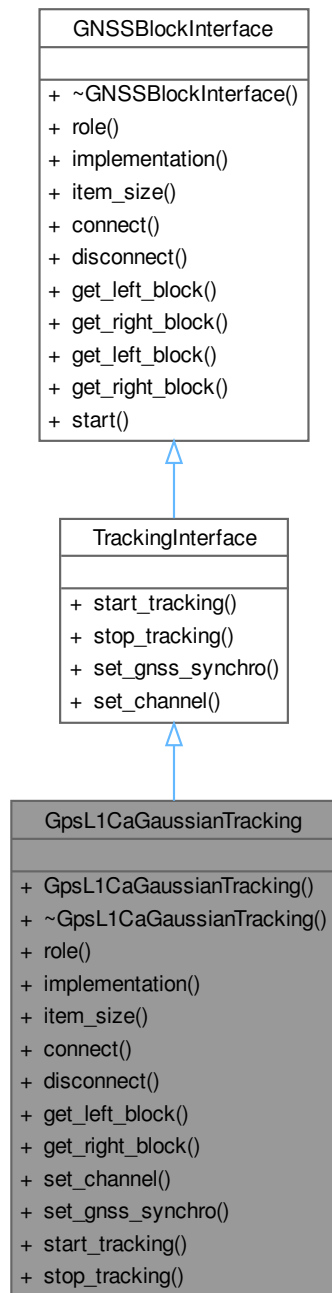 GNSSBlockInterface
+ ~GNSSBlockInterface()
+ role()
+ implementation()
+ item_size()
+ connect()
+ disconnect()
+ get_left_block()
+ get_right_block()
+ get_left_block()
+ get_right_block()
+ start()
TrackingInterface
+ start_tracking()
+ stop_tracking()
+ set_gnss_synchro()
+ set_channel()
GpsL1CaGaussianTracking
+ GpsL1CaGaussianTracking()
+ ~GpsL1CaGaussianTracking()
+ role()
+ implementation()
+ item_size()
+ connect()
+ disconnect()
+ get_left_block()
+ get_right_block()
+ set_channel()
+ set_gnss_synchro()
+ start_tracking()
+ stop_tracking()